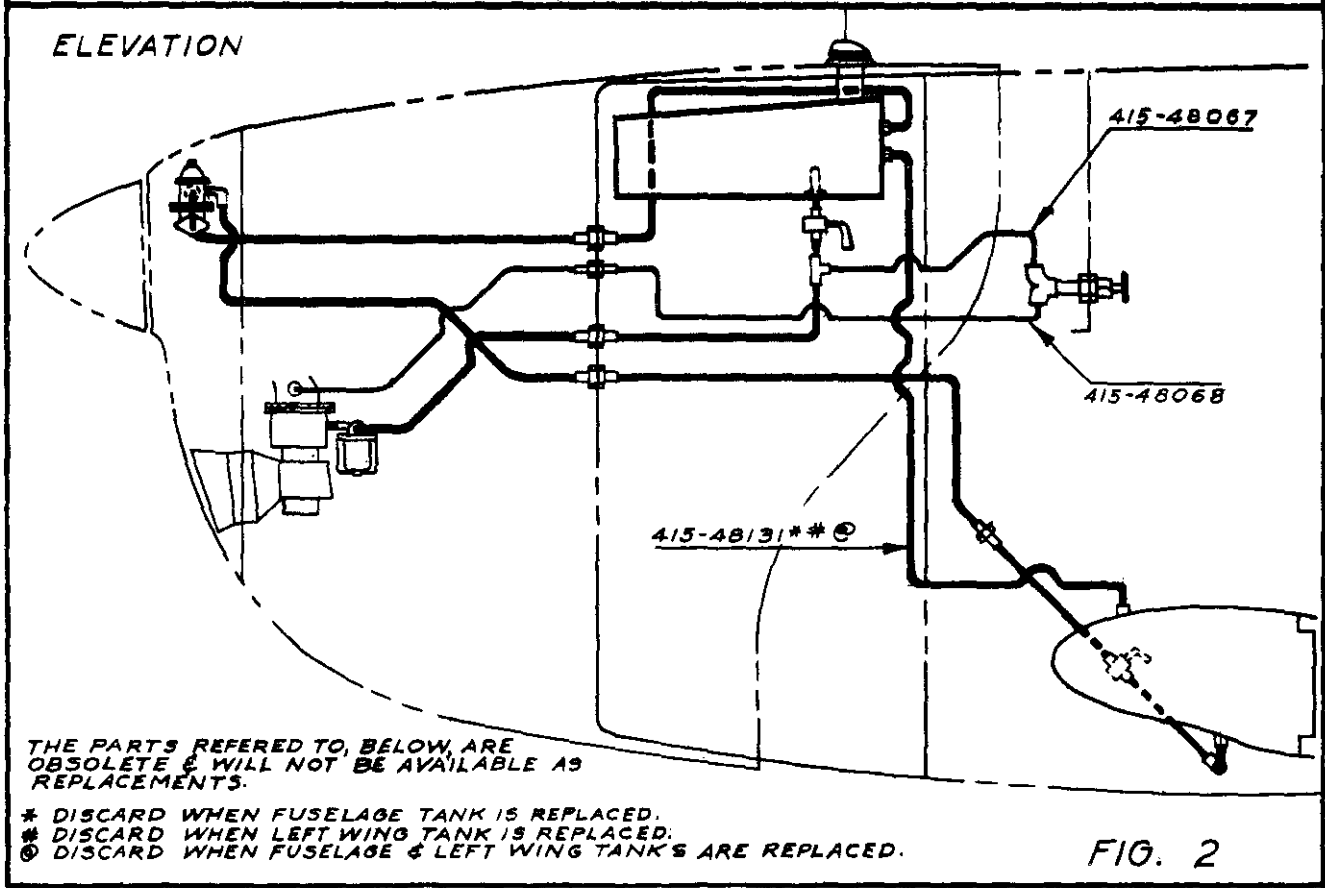 ELEVATION
415-48067
415-48068
415-48131*#@
THE PARTS REFERED TO, BELOW, ARE
OBSOLETE & WILL NOT BE AVAILABLE AS
REPLACEMENTS.
* DISCARD WHEN FUSELAGE TANK IS REPLACED.
# DISCARD WHEN LEFT WING TANK IS REPLACED.
@ DISCARD WHEN FUSELAGE & LEFT WING TANKS ARE REPLACED.
FIG. 2